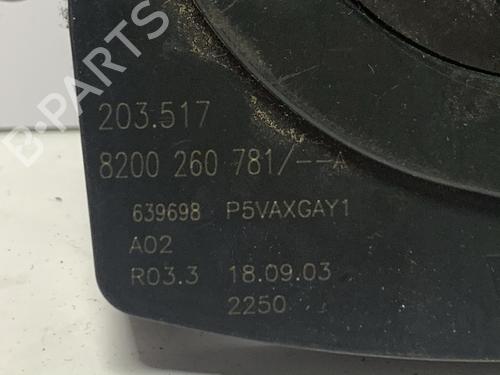 203.517
8200 260 781/--A
639698 P5VAXGAY1
A02
R03.3 18.09.03
2250
B-PARTS